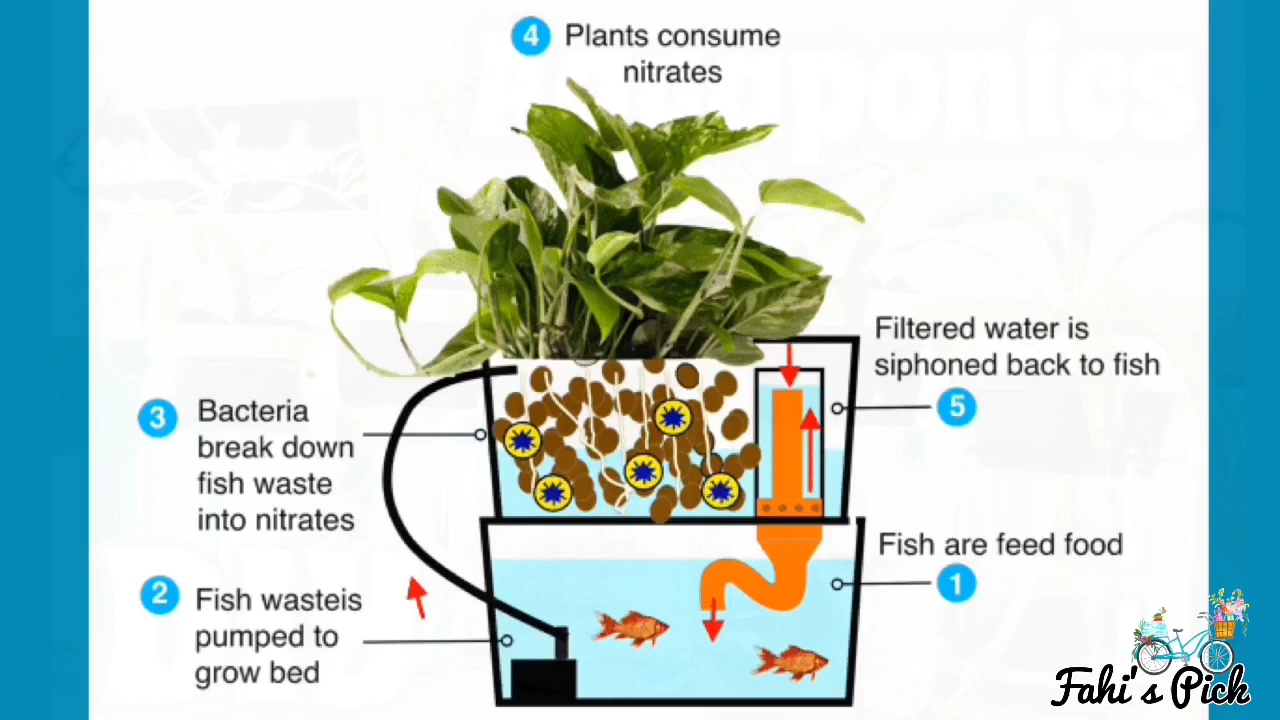 4 Plants consume
nitrates
Aquaponics
Filtered water is
siphoned back to fish
5
3 Bacteria
break down
fish waste
into nitrates
Fish are feed food
1
2 Fish wasteis
pumped to
grow bed
Fahi's Pick